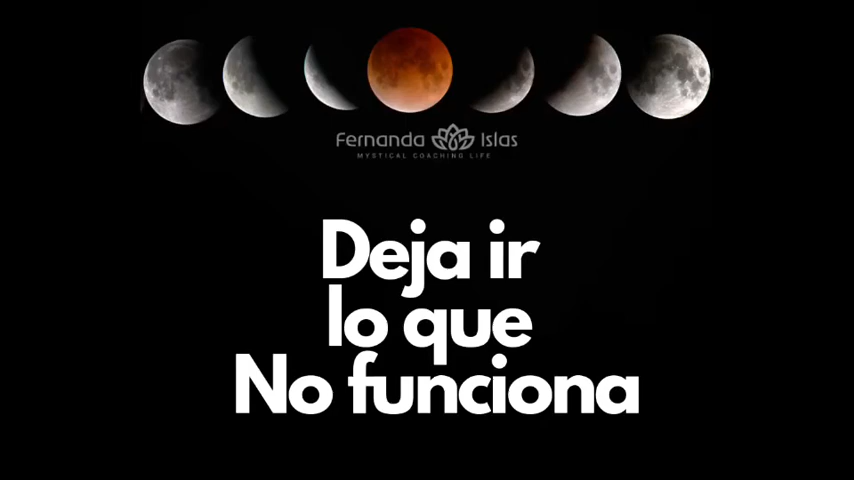 Fernanda Islas
MYSTICAL COACHING LIFE
Deja ir
lo que
No funciona